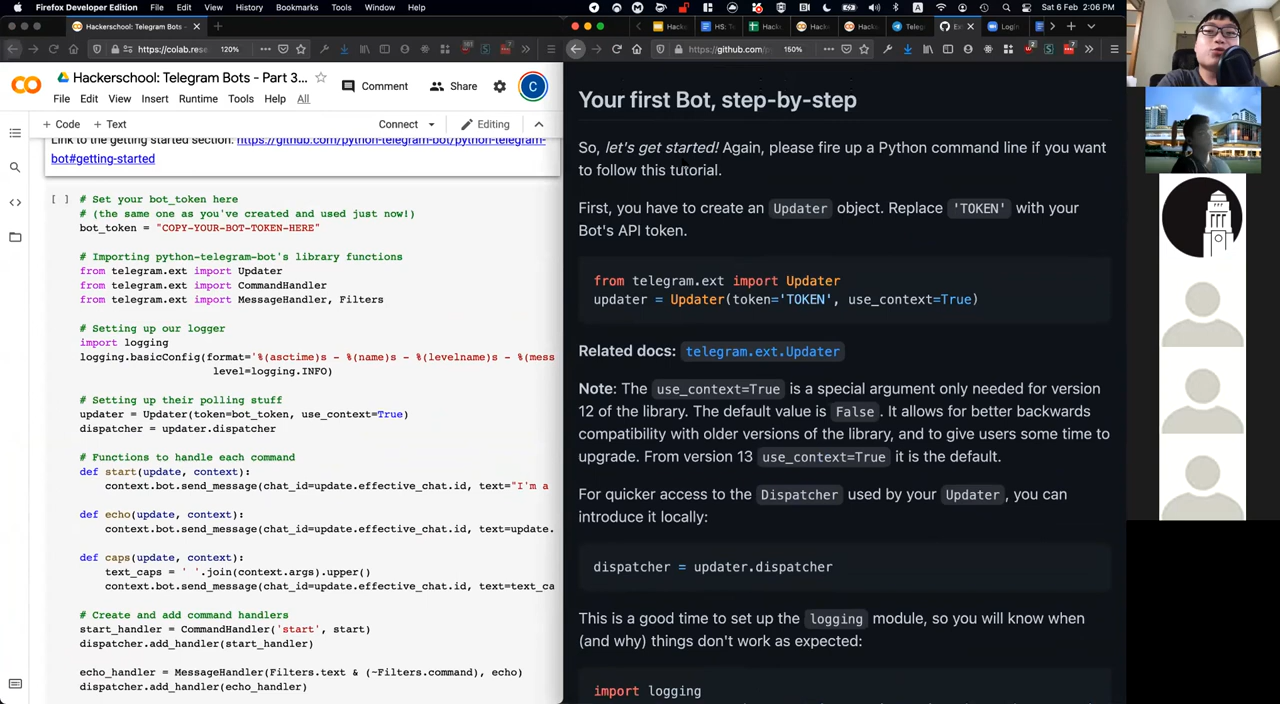 Firefox Developer Edition File Edit View History Bookmarks Tools Window Help
Sat 6 Feb 2:06 PM
Hackerschool: Telegram Bots -
https://colab.resea
120%
Hackerschool: Telegram Bots - Part 3...
Comment
Share
C
File Edit View Insert Runtime Tools Help All
+ Code + Text
Connect
Editing
Link to the getting started section: https://github.com/python-telegram-bot/python-telegram-
bot#getting-started
[ ]
# Set your bot_token here
# (the same one as you've created and used just now!)
bot_token = "COPY-YOUR-BOT-TOKEN-HERE"
# Importing python-telegram-bot's library functions
from telegram.ext import Updater
from telegram.ext import CommandHandler
from telegram.ext import MessageHandler, Filters
# Setting up our logger
import logging
logging.basicConfig(format='%(asctime)s - %(name)s - %(levelname)s - %(mess
level=logging.INFO)
# Setting up their polling stuff
updater = Updater(token=bot_token, use_context=True)
dispatcher = updater.dispatcher
# Functions to handle each command
def start(update, context):
context.bot.send_message(chat_id=update.effective_chat.id, text="I'm a
def echo(update, context):
context.bot.send_message(chat_id=update.effective_chat.id, text=update.
def caps(update, context):
text_caps = ' '.join(context.args).upper()
context.bot.send_message(chat_id=update.effective_chat.id, text=text_ca
# Create and add command handlers
start_handler = CommandHandler('start', start)
dispatcher.add_handler(start_handler)
echo_handler = MessageHandler(Filters.text & (~Filters.command), echo)
dispatcher.add_handler(echo_handler)
Hacke
HS: T
Hack
Hacke
Hacke
Telegr
Ex
Login
https://github.com/p
150%
Your first Bot, step-by-step
So, let's get started! Again, please fire up a Python command line if you want
to follow this tutorial.
First, you have to create an Updater object. Replace 'TOKEN' with your
Bot's API token.
from telegram.ext import Updater
updater = Updater(token='TOKEN', use_context=True)
Related docs: telegram.ext.Updater
Note: The use_context=True is a special argument only needed for version
12 of the library. The default value is False. It allows for better backwards
compatibility with older versions of the library, and to give users some time to
upgrade. From version 13 use_context=True it is the default.
For quicker access to the Dispatcher used by your Updater, you can
introduce it locally:
dispatcher = updater.dispatcher
This is a good time to set up the logging module, so you will know when
(and why) things don't work as expected:
import logging